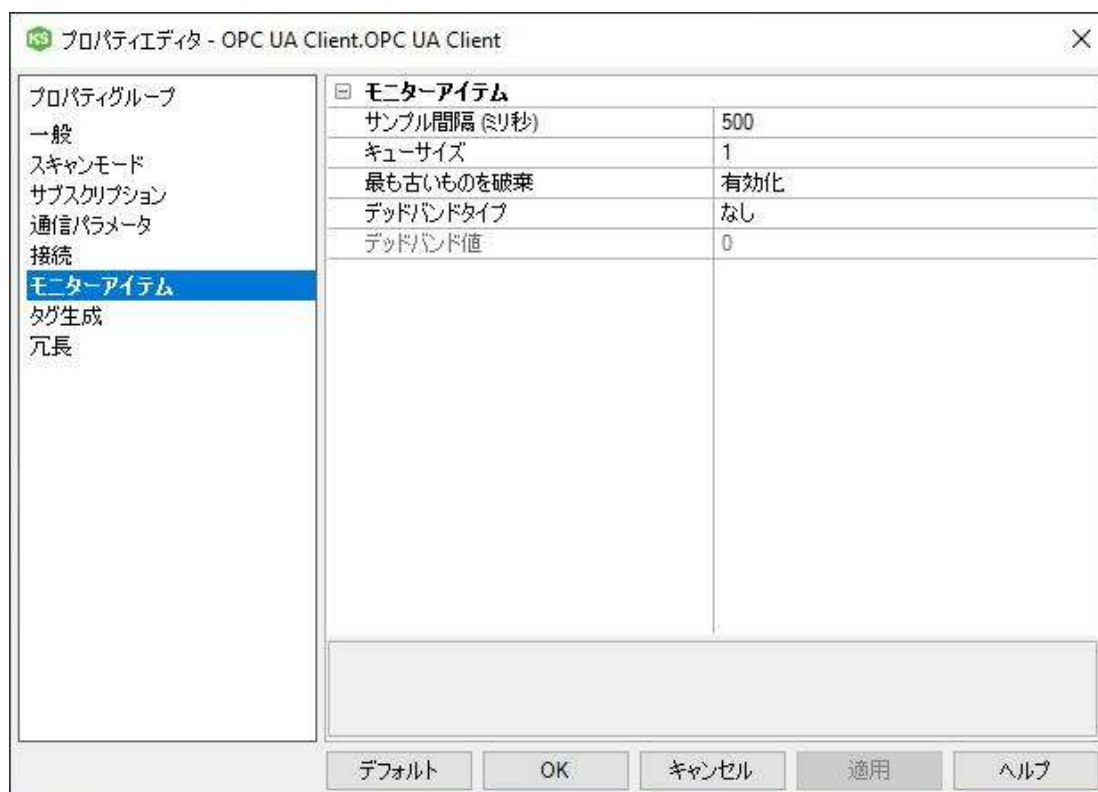 KS プロパティエディタ - OPC UA Client.OPC UA Client
プロパティグループ
一般
スキャンモード
サブスクリプション
通信パラメータ
接続
モニターアイテム
タグ生成
冗長
モニターアイテム
サンプル間隔 (ミリ秒) 500
キューサイズ 1
最も古いものを破棄 有効化
デッドバンドタイプ なし
デッドバンド値 0
デフォルト OK キャンセル 適用 ヘルプ